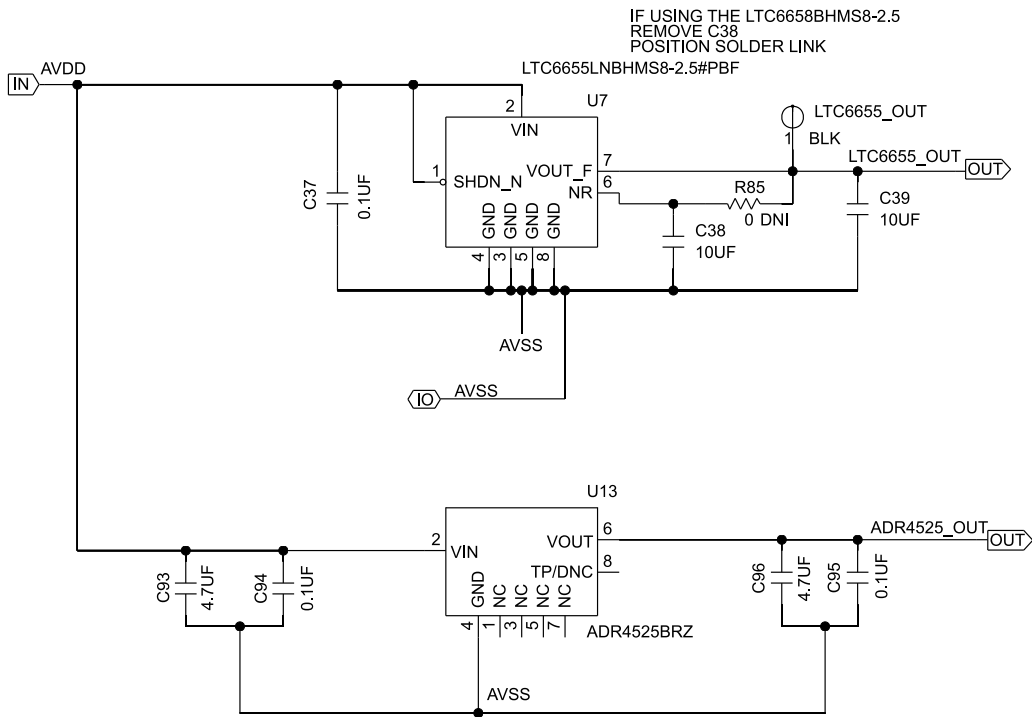 IF USING THE LTC6658BHMS8-2.5
REMOVE C38
POSITION SOLDER LINK
LTC6655LNBHMS8-2.5#PBF
IN
AVDD
U7
2
VIN
LTC6655_OUT
1
BLK
1
SHDN_N
VOUT_F
7
LTC6655_OUT
OUT
NR
6
R85
0 DNI
C37
0.1UF
GND
GND
GND
GND
4
3
5
8
C38
10UF
C39
10UF
AVSS
IO
AVSS
U13
2
VIN
VOUT
6
ADR4525_OUT
OUT
TP/DNC
8
C93
4.7UF
C94
0.1UF
GND
NC
NC
NC
NC
4
1
3
5
7
C96
4.7UF
C95
0.1UF
ADR4525BRZ
AVSS